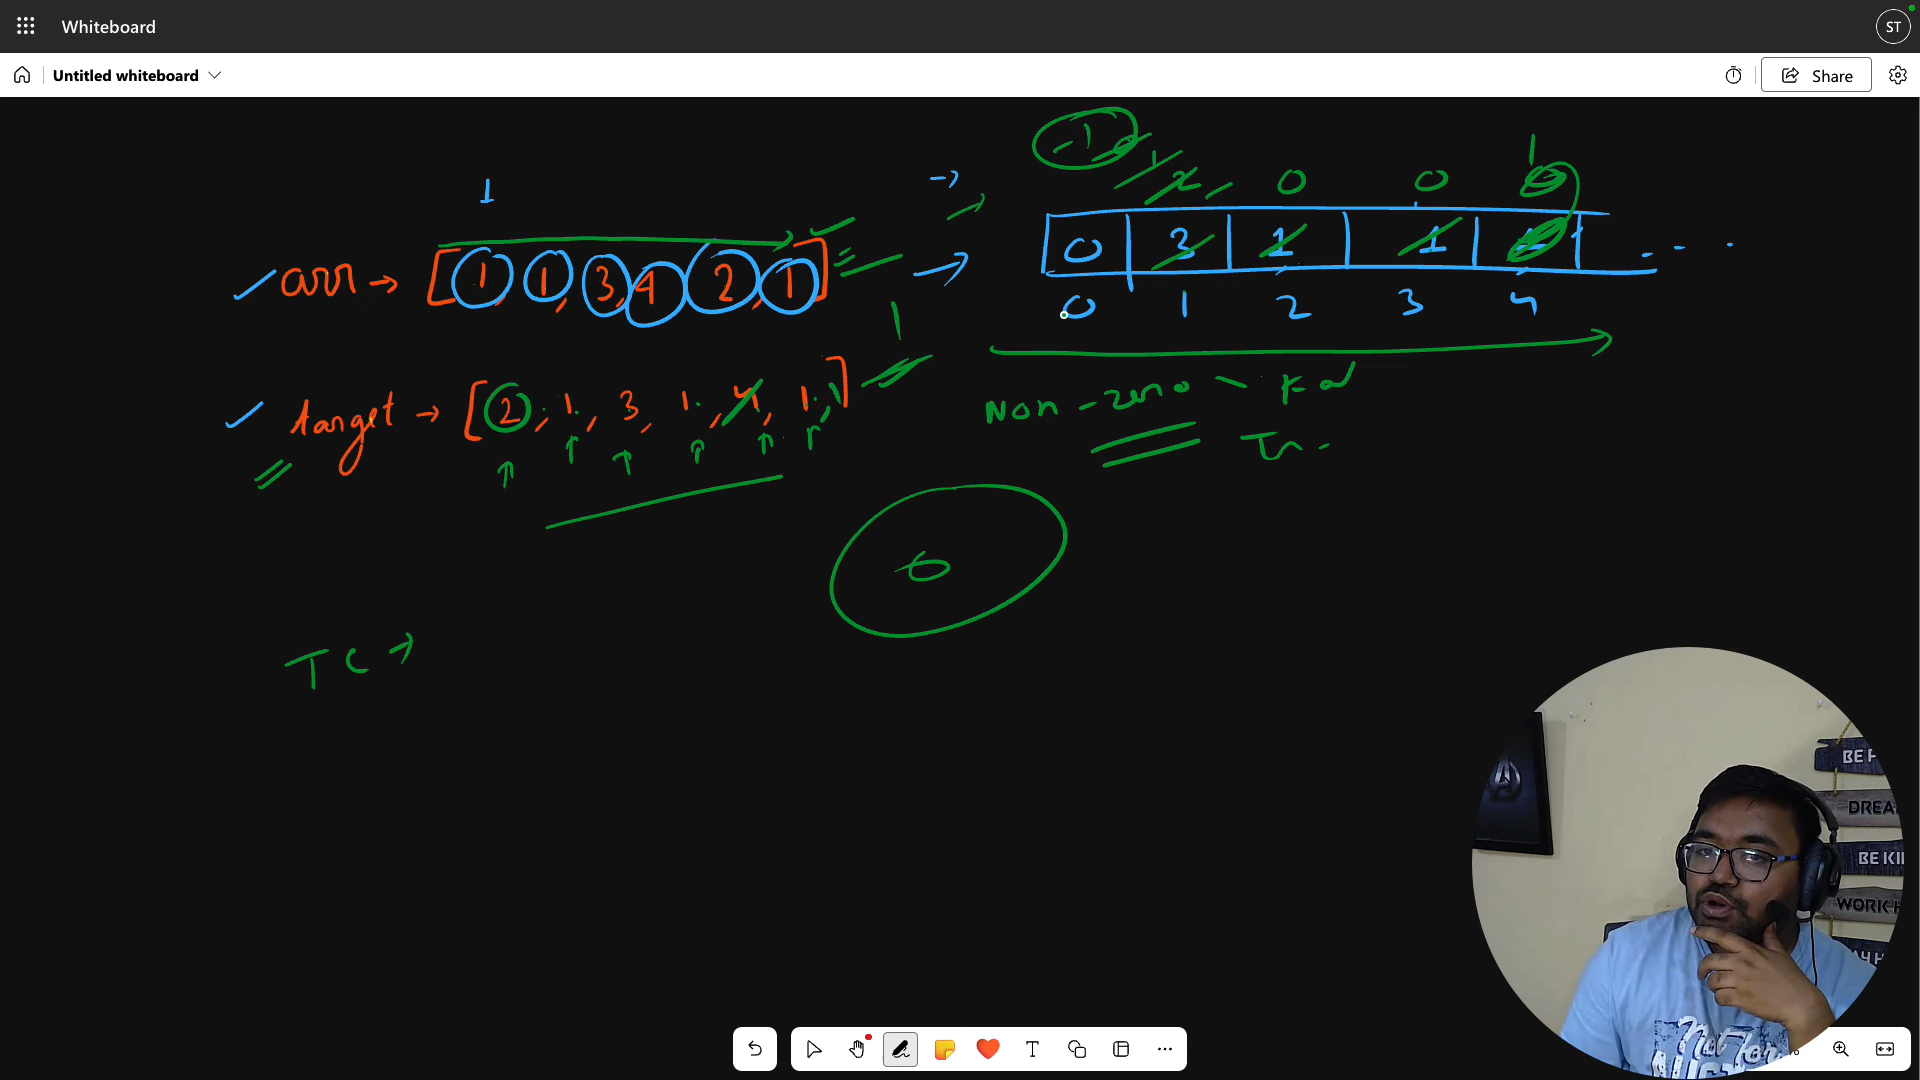 Whiteboard
ST
Untitled whiteboard
Share
-1
1
0 0 1
0 3 1 1 . - - .
0 1 2 3 4
arr → [1, 1, 3, 4, 2, 1]
1
target → [2, 1, 3, 1, 4, 1]
Non-zero
TC →
BE
DREA
BE KI
WORK H
T